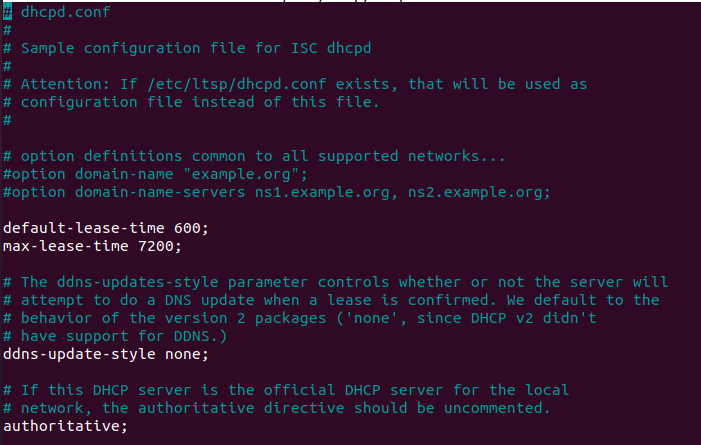 # dhcpd.conf
#
# Sample configuration file for ISC dhcpd
#
# Attention: If /etc/ltsp/dhcpd.conf exists, that will be used as
# configuration file instead of this file.
#
# option definitions common to all supported networks...
#option domain-name "example.org";
#option domain-name-servers ns1.example.org, ns2.example.org;
default-lease-time 600;
max-lease-time 7200;
# The ddns-updates-style parameter controls whether or not the server will
# attempt to do a DNS update when a lease is confirmed. We default to the
# behavior of the version 2 packages ('none', since DHCP v2 didn't
# have support for DDNS.)
ddns-update-style none;
# If this DHCP server is the official DHCP server for the local
# network, the authoritative directive should be uncommented.
authoritative;